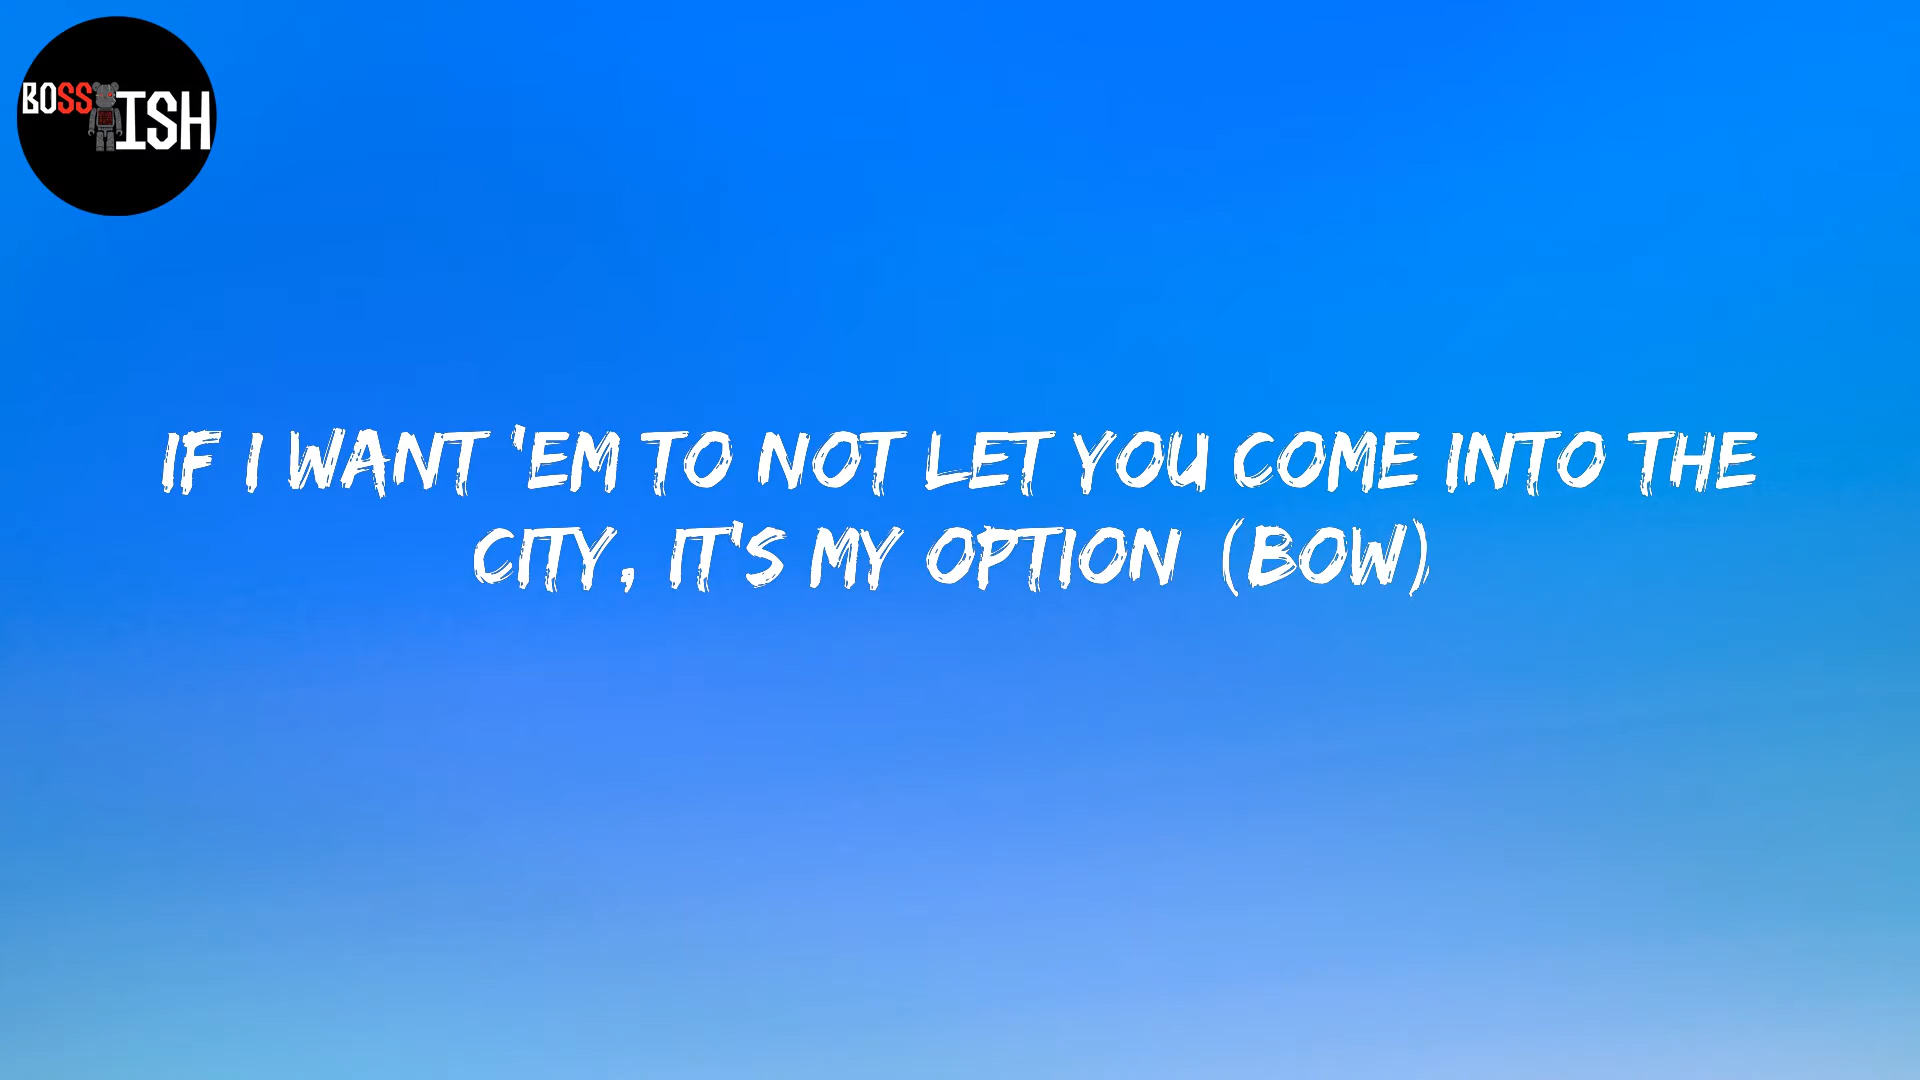 BOSS ISH
IF I WANT 'EM TO NOT LET YOU COME INTO THE
CITY, IT'S MY OPTION (BOW)